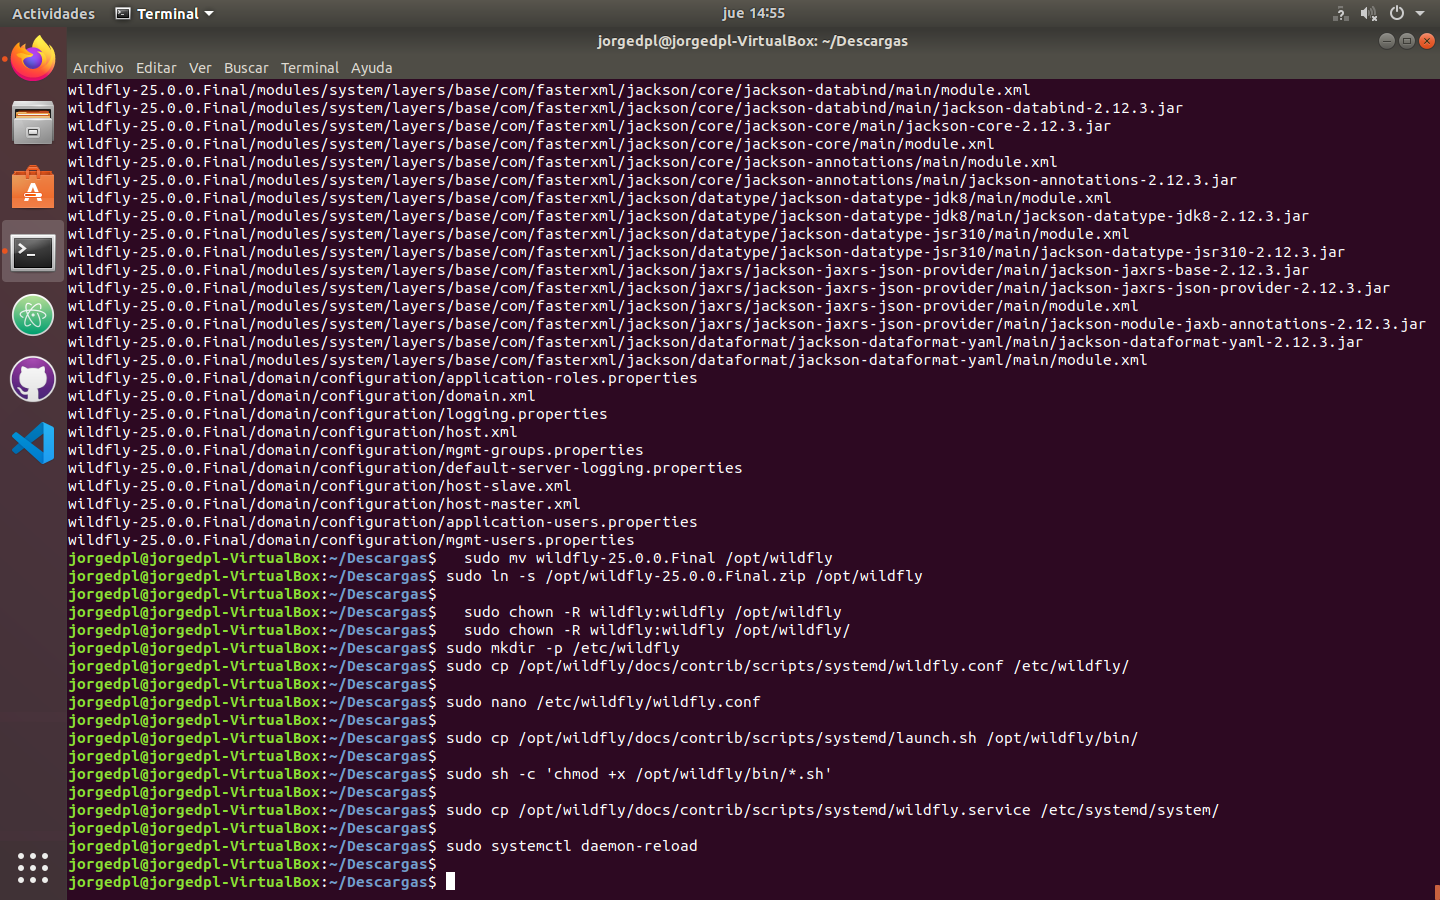 Actividades
Terminal
jue 14:55
jorgedpl@jorgedpl-VirtualBox: ~/Descargas
Archivo Editar Ver Buscar Terminal Ayuda
wildfly-25.0.0.Final/modules/system/layers/base/com/fasterxml/jackson/core/jackson-databind/main/module.xml
wildfly-25.0.0.Final/modules/system/layers/base/com/fasterxml/jackson/core/jackson-databind/main/jackson-databind-2.12.3.jar
wildfly-25.0.0.Final/modules/system/layers/base/com/fasterxml/jackson/core/jackson-core/main/jackson-core-2.12.3.jar
wildfly-25.0.0.Final/modules/system/layers/base/com/fasterxml/jackson/core/jackson-core/main/module.xml
wildfly-25.0.0.Final/modules/system/layers/base/com/fasterxml/jackson/core/jackson-annotations/main/module.xml
wildfly-25.0.0.Final/modules/system/layers/base/com/fasterxml/jackson/core/jackson-annotations/main/jackson-annotations-2.12.3.jar
wildfly-25.0.0.Final/modules/system/layers/base/com/fasterxml/jackson/datatype/jackson-datatype-jdk8/main/module.xml
wildfly-25.0.0.Final/modules/system/layers/base/com/fasterxml/jackson/datatype/jackson-datatype-jdk8/main/jackson-datatype-jdk8-2.12.3.jar
wildfly-25.0.0.Final/modules/system/layers/base/com/fasterxml/jackson/datatype/jackson-datatype-jsr310/main/module.xml
wildfly-25.0.0.Final/modules/system/layers/base/com/fasterxml/jackson/datatype/jackson-datatype-jsr310/main/jackson-datatype-jsr310-2.12.3.jar
wildfly-25.0.0.Final/modules/system/layers/base/com/fasterxml/jackson/jaxrs/jackson-jaxrs-json-provider/main/jackson-jaxrs-base-2.12.3.jar
wildfly-25.0.0.Final/modules/system/layers/base/com/fasterxml/jackson/jaxrs/jackson-jaxrs-json-provider/main/jackson-jaxrs-json-provider-2.12.3.jar
wildfly-25.0.0.Final/modules/system/layers/base/com/fasterxml/jackson/jaxrs/jackson-jaxrs-json-provider/main/module.xml
wildfly-25.0.0.Final/modules/system/layers/base/com/fasterxml/jackson/jaxrs/jackson-jaxrs-json-provider/main/jackson-module-jaxb-annotations-2.12.3.jar
wildfly-25.0.0.Final/modules/system/layers/base/com/fasterxml/jackson/dataformat/jackson-dataformat-yaml/main/jackson-dataformat-yaml-2.12.3.jar
wildfly-25.0.0.Final/modules/system/layers/base/com/fasterxml/jackson/dataformat/jackson-dataformat-yaml/main/module.xml
wildfly-25.0.0.Final/domain/configuration/application-roles.properties
wildfly-25.0.0.Final/domain/configuration/domain.xml
wildfly-25.0.0.Final/domain/configuration/logging.properties
wildfly-25.0.0.Final/domain/configuration/host.xml
wildfly-25.0.0.Final/domain/configuration/mgmt-groups.properties
wildfly-25.0.0.Final/domain/configuration/default-server-logging.properties
wildfly-25.0.0.Final/domain/configuration/host-slave.xml
wildfly-25.0.0.Final/domain/configuration/host-master.xml
wildfly-25.0.0.Final/domain/configuration/application-users.properties
wildfly-25.0.0.Final/domain/configuration/mgmt-users.properties
jorgedpl@jorgedpl-VirtualBox:~/Descargas$   sudo mv wildfly-25.0.0.Final /opt/wildfly
jorgedpl@jorgedpl-VirtualBox:~/Descargas$ sudo ln -s /opt/wildfly-25.0.0.Final.zip /opt/wildfly
jorgedpl@jorgedpl-VirtualBox:~/Descargas$
jorgedpl@jorgedpl-VirtualBox:~/Descargas$   sudo chown -R wildfly:wildfly /opt/wildfly
jorgedpl@jorgedpl-VirtualBox:~/Descargas$   sudo chown -R wildfly:wildfly /opt/wildfly/
jorgedpl@jorgedpl-VirtualBox:~/Descargas$ sudo mkdir -p /etc/wildfly
jorgedpl@jorgedpl-VirtualBox:~/Descargas$ sudo cp /opt/wildfly/docs/contrib/scripts/systemd/wildfly.conf /etc/wildfly/
jorgedpl@jorgedpl-VirtualBox:~/Descargas$
jorgedpl@jorgedpl-VirtualBox:~/Descargas$ sudo nano /etc/wildfly/wildfly.conf
jorgedpl@jorgedpl-VirtualBox:~/Descargas$
jorgedpl@jorgedpl-VirtualBox:~/Descargas$ sudo cp /opt/wildfly/docs/contrib/scripts/systemd/launch.sh /opt/wildfly/bin/
jorgedpl@jorgedpl-VirtualBox:~/Descargas$
jorgedpl@jorgedpl-VirtualBox:~/Descargas$ sudo sh -c 'chmod +x /opt/wildfly/bin/*.sh'
jorgedpl@jorgedpl-VirtualBox:~/Descargas$
jorgedpl@jorgedpl-VirtualBox:~/Descargas$ sudo cp /opt/wildfly/docs/contrib/scripts/systemd/wildfly.service /etc/systemd/system/
jorgedpl@jorgedpl-VirtualBox:~/Descargas$
jorgedpl@jorgedpl-VirtualBox:~/Descargas$ sudo systemctl daemon-reload
jorgedpl@jorgedpl-VirtualBox:~/Descargas$
jorgedpl@jorgedpl-VirtualBox:~/Descargas$